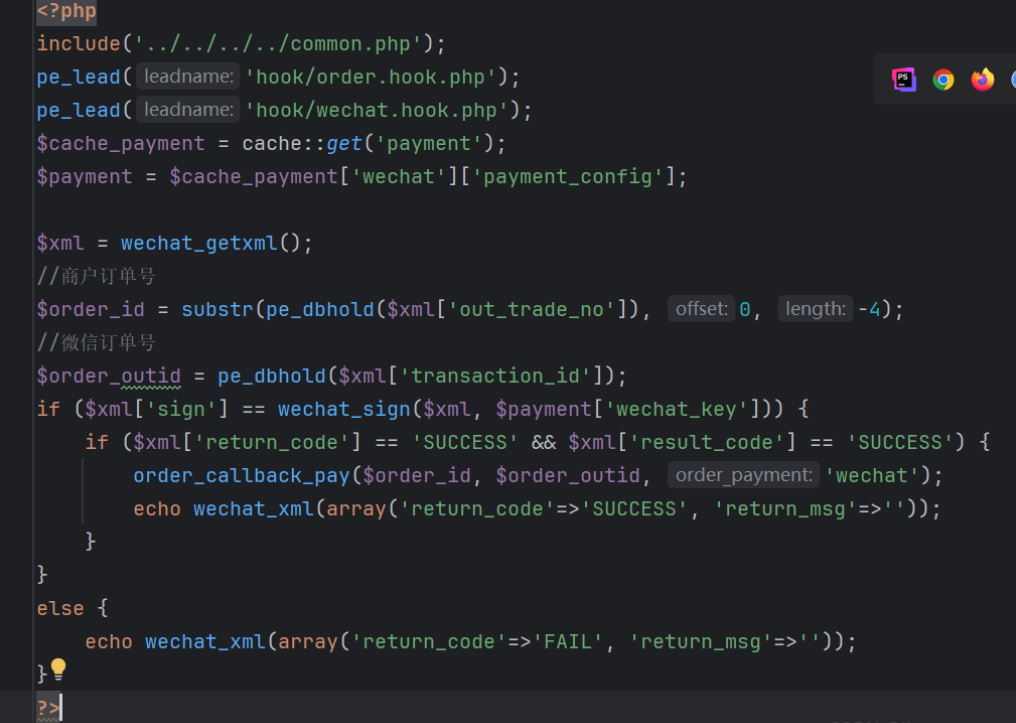 <?php
include('../../../../common.php');
pe_lead( leadname: 'hook/order.hook.php');
pe_lead( leadname: 'hook/wechat.hook.php');
$cache_payment = cache::get('payment');
$payment = $cache_payment['wechat']['payment_config'];
$xml = wechat_getxml();
//商户订单号
$order_id = substr(pe_dbhold($xml['out_trade_no']), offset: 0, length: -4);
//微信订单号
$order_outid = pe_dbhold($xml['transaction_id']);
if ($xml['sign'] == wechat_sign($xml, $payment['wechat_key'])) {
if ($xml['return_code'] == 'SUCCESS' && $xml['result_code'] == 'SUCCESS') {
order_callback_pay($order_id, $order_outid, order_payment: 'wechat');
echo wechat_xml(array('return_code'=>'SUCCESS', 'return_msg'=>''));
}
}
else {
echo wechat_xml(array('return_code'=>'FAIL', 'return_msg'=>''));
}
?>
PS